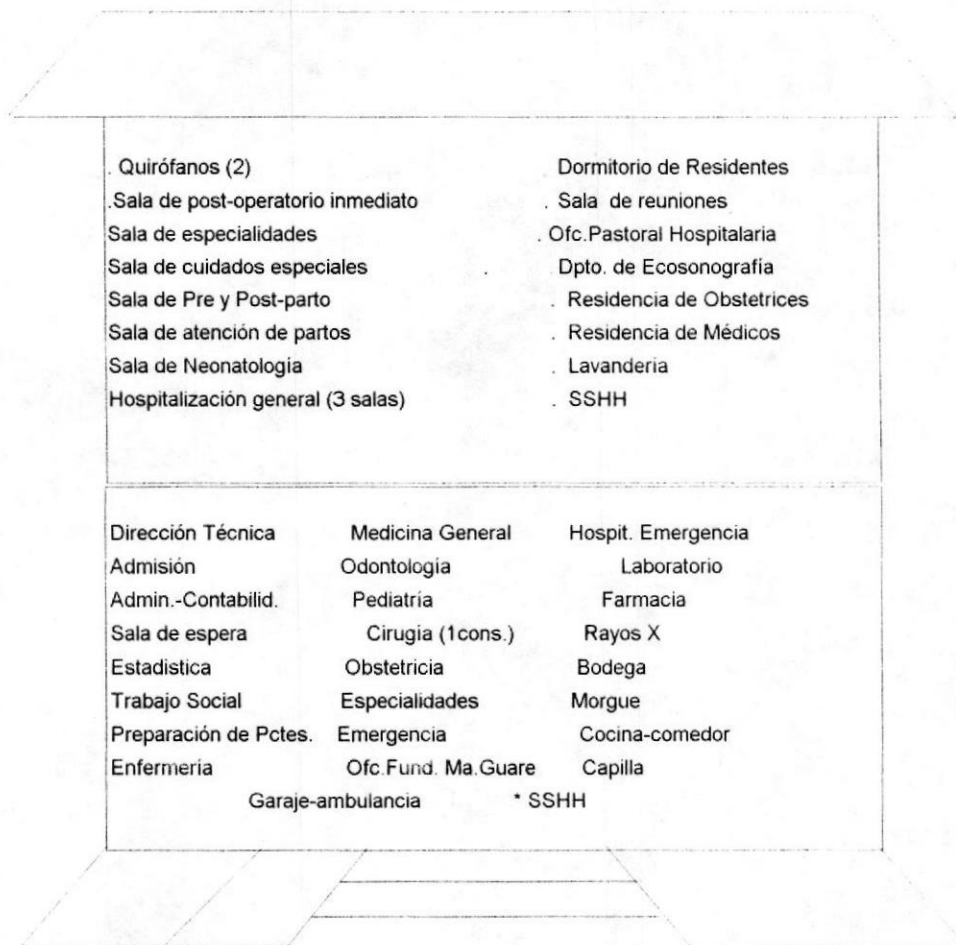 . Quirófanos (2) Dormitorio de Residentes
.Sala de post-operatorio inmediato . Sala de reuniones
Sala de especialidades . Ofc.Pastoral Hospitalaria
Sala de cuidados especiales . Dpto. de Ecosonografía
Sala de Pre y Post-parto . Residencia de Obstetrices
Sala de atención de partos . Residencia de Médicos
Sala de Neonatología . Lavanderia
Hospitalización general (3 salas) . SSHH
Dirección Técnica Medicina General Hospit. Emergencia
Admisión Odontología Laboratorio
Admin.-Contabilid. Pediatría Farmacia
Sala de espera Cirugía (1cons.) Rayos X
Estadistica Obstetricia Bodega
Trabajo Social Especialidades Morgue
Preparación de Pctes. Emergencia Cocina-comedor
Enfermería Ofc.Fund. Ma.Guare Capilla
Garaje-ambulancia * SSHH